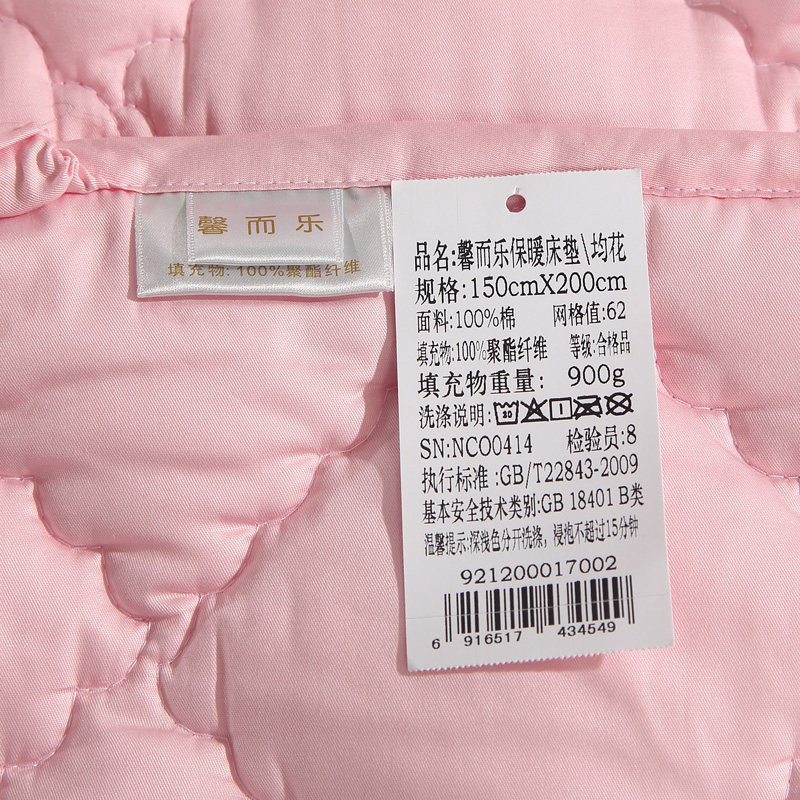 馨而乐
填充物: 100%聚酯纤维
品名:馨而乐保暖床垫\均花
规格:150cmX200cm
面料:100%棉 网格值:62
填充物:100%聚酯纤维 等级:合格品
填充物重量: 900g
洗涤说明:
SN:NCO0414 检验员:8
执行标准:GB/T22843-2009
基本安全技术类别:GB 18401 B类
温馨提示:深浅色分开洗涤,浸泡不超过15分钟
921200017002
6 916517 434549